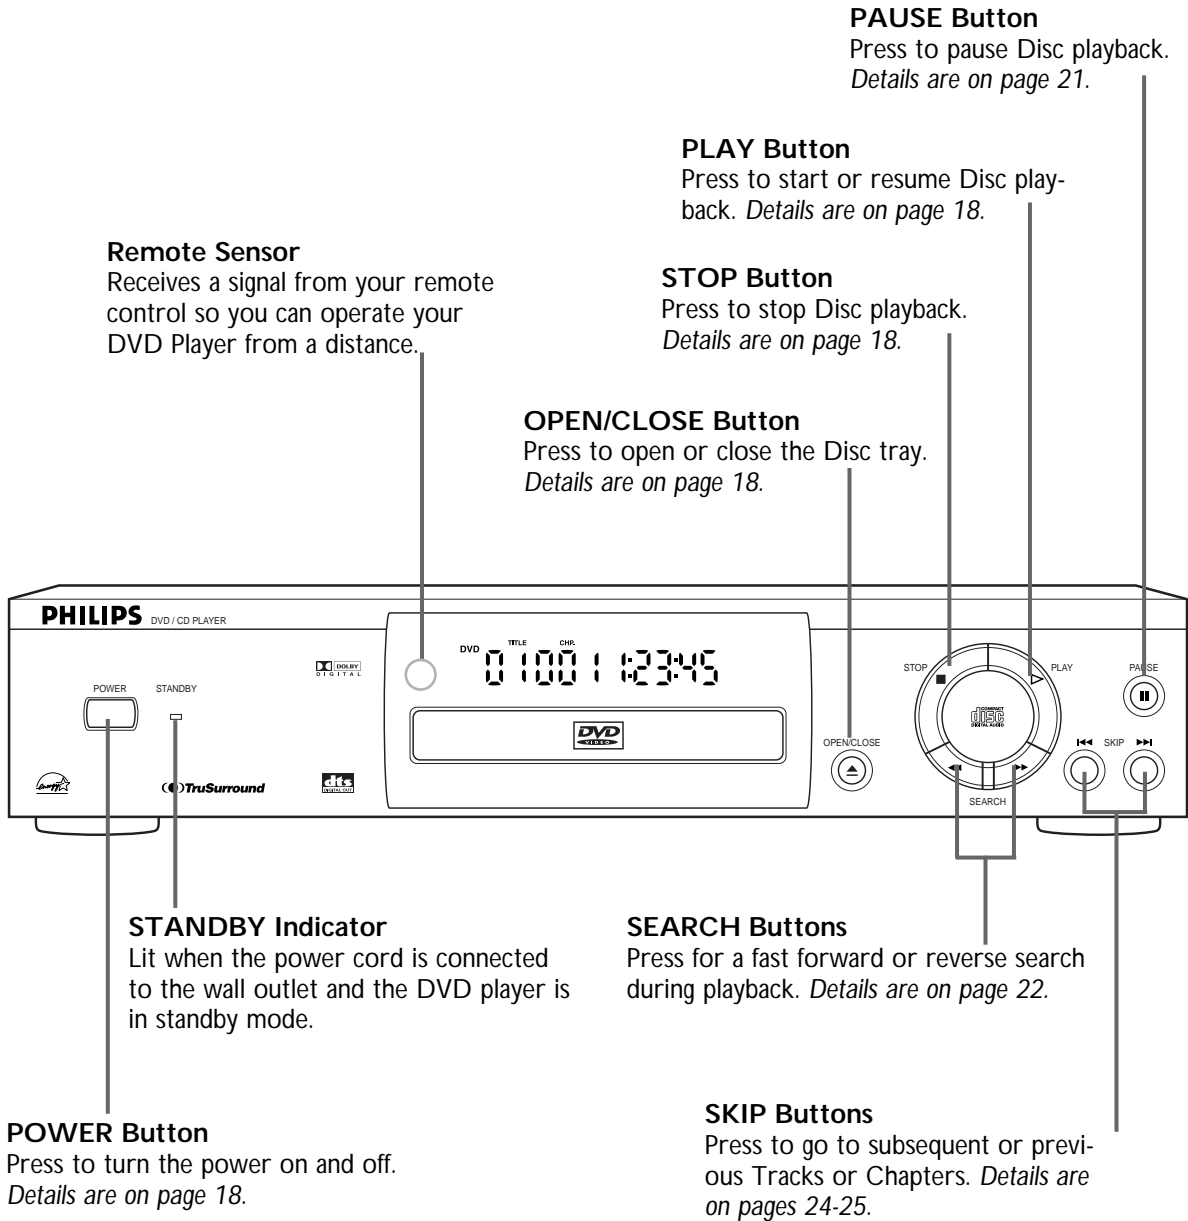 PAUSE Button
Press to pause Disc playback.
Details are on page 21.
PLAY Button
Press to start or resume Disc play-
back. Details are on page 18.
Remote Sensor
Receives a signal from your remote
control so you can operate your
DVD Player from a distance.
STOP Button
Press to stop Disc playback.
Details are on page 18.
OPEN/CLOSE Button
Press to open or close the Disc tray.
Details are on page 18.
PHILIPS DVD / CD PLAYER
DOLBY
DIGITAL
POWER
STANDBY
energy
TruSurround
dts
DIGITAL OUT
DVD TITLE CHP.
01 001 1:23:45
DVD
VIDEO
OPEN/CLOSE
STOP
PLAY
COMPACT
disc
DIGITAL AUDIO
SEARCH
PAUSE
SKIP
STANDBY Indicator
Lit when the power cord is connected
to the wall outlet and the DVD player is
in standby mode.
SEARCH Buttons
Press for a fast forward or reverse search
during playback. Details are on page 22.
POWER Button
Press to turn the power on and off.
Details are on page 18.
SKIP Buttons
Press to go to subsequent or previ-
ous Tracks or Chapters. Details are
on pages 24-25.